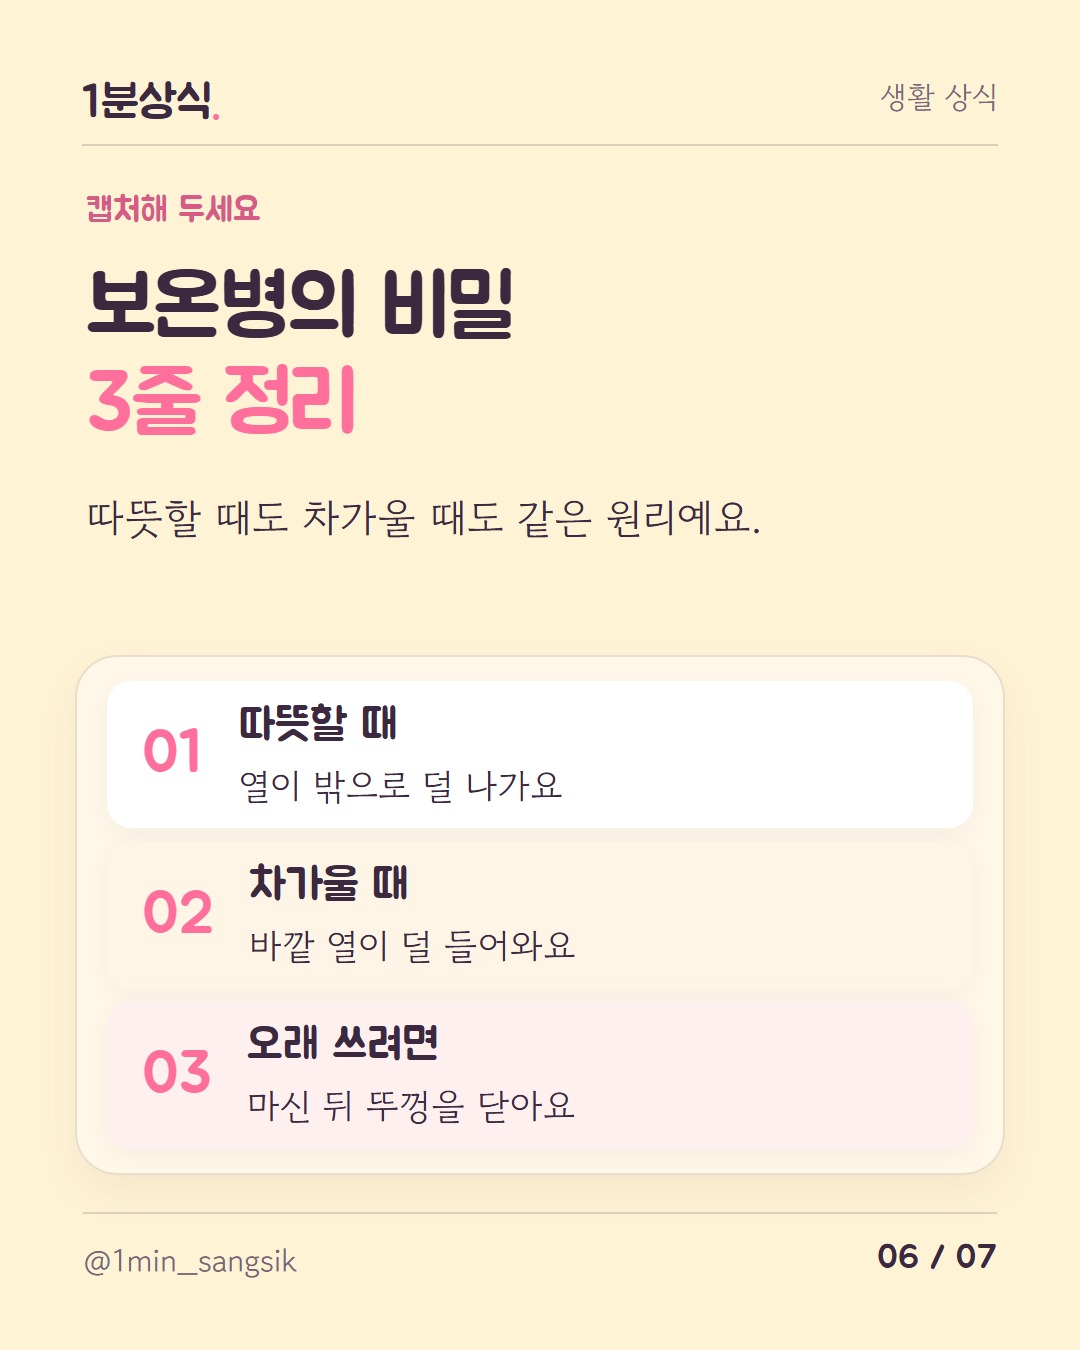 1분상식.
생활 상식
캡처해 두세요
보온병의 비밀
3줄 정리
따뜻할 때도 차가울 때도 같은 원리예요.
01
따뜻할 때
열이 밖으로 덜 나가요
02
차가울 때
바깥 열이 덜 들어와요
03
오래 쓰려면
마신 뒤 뚜껑을 닫아요
@1min_sangsik
06 / 07